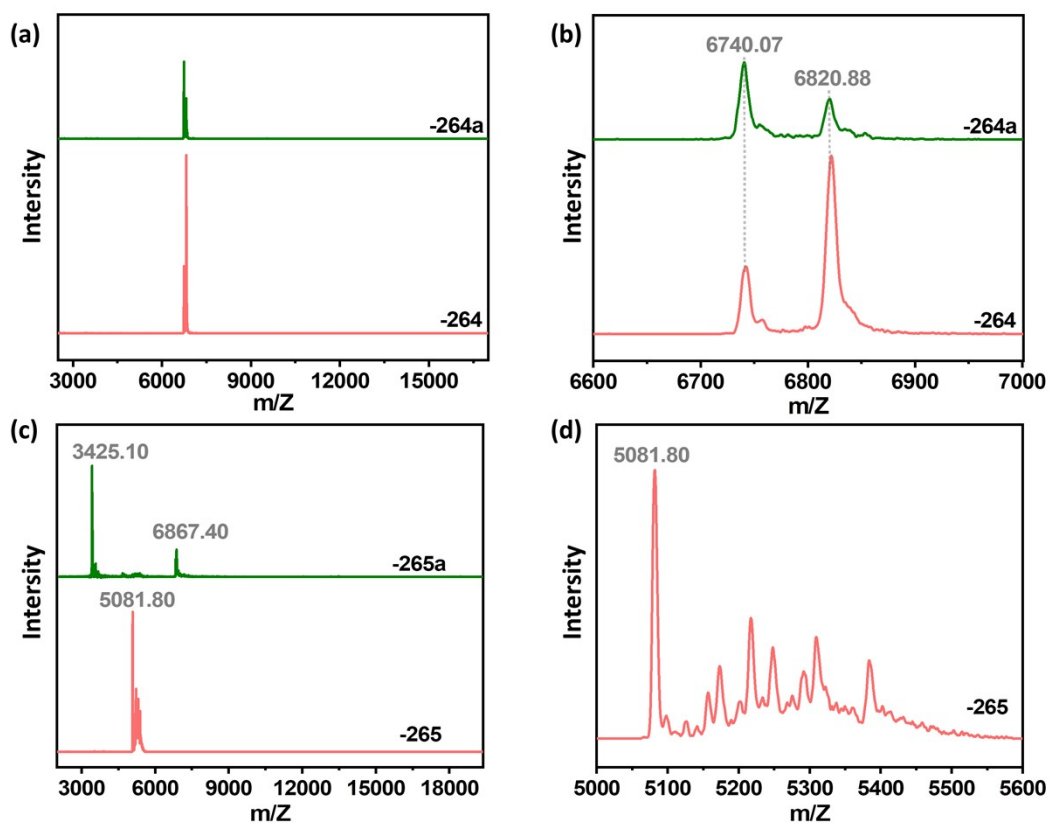 (a)
Intersity
-264a
-264
3000 6000 9000 12000 15000
m/Z
(b)
Intersity
6740.07
6820.88
-264a
-264
6600 6700 6800 6900 7000
m/Z
(c)
Intersity
3425.10
6867.40
-265a
5081.80
-265
3000 6000 9000 12000 15000 18000
m/Z
(d)
Intersity
5081.80
-265
5000 5100 5200 5300 5400 5500 5600
m/Z